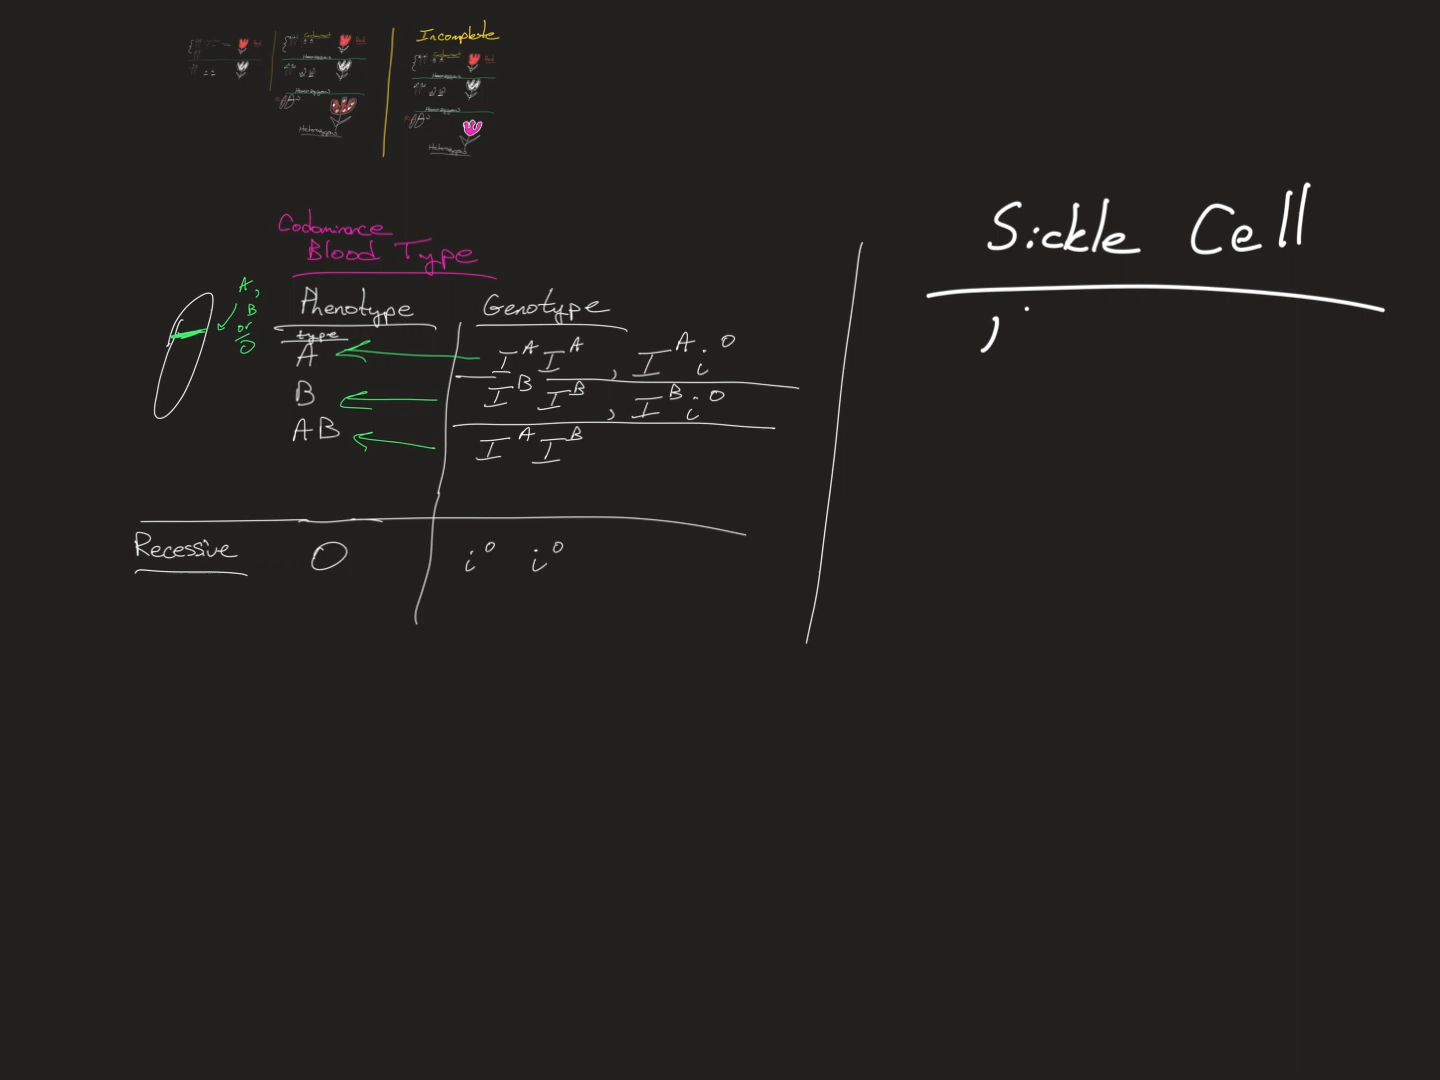 Incomplete
Codominance
Blood Type
Sickle Cell
A,
B
or
O
Phenotype Genotype
type
A I^A I^A , I^A i^O
B I^B I^B , I^B i^O
AB I^A I^B
Recessive O i^O i^O